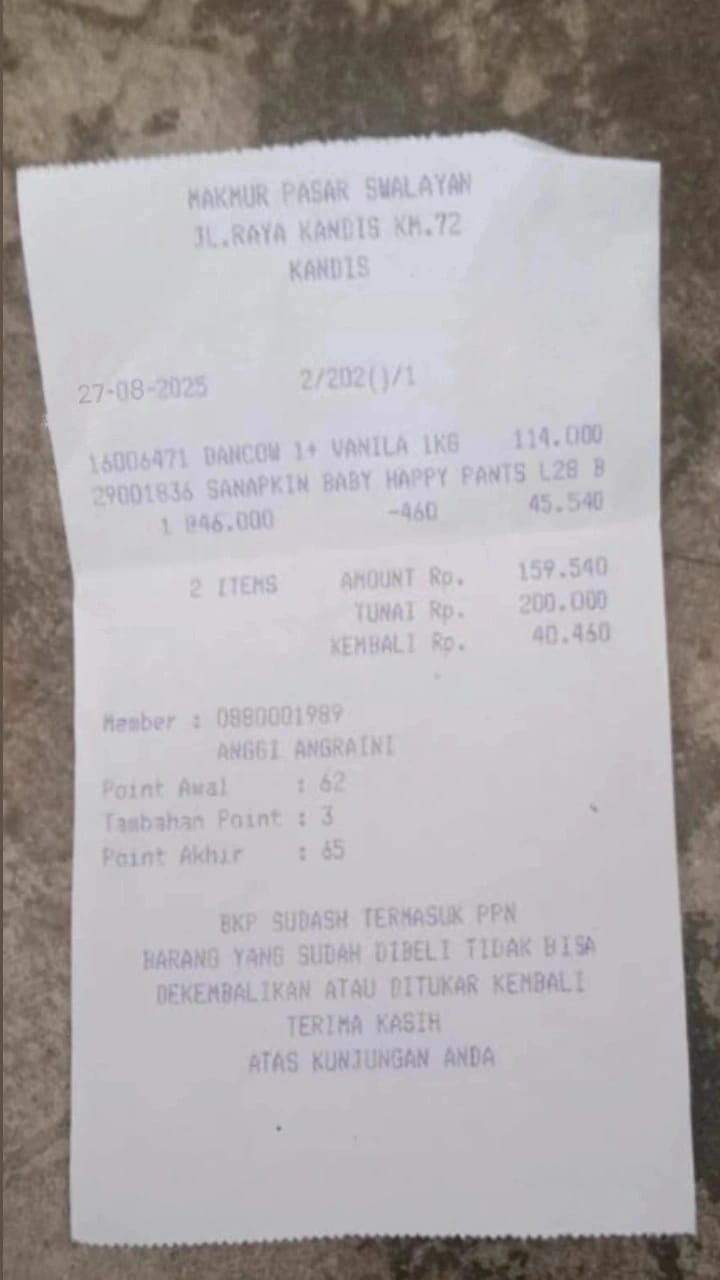 MAKMUR PASAR SWALAYAN
JL.RAYA KANDIS KM.72
KANDIS
27-08-2025 2/202()/1
16006471 DANCOW 1+ VANILA 1KG 114.000
29001836 SANAPKIN BABY HAPPY PANTS L28 B
1 @46.000 -460 45.540
2 ITEMS AMOUNT Rp. 159.540
TUNAI Rp. 200.000
KEMBALI Rp. 40.460
Member : 0880001989
ANGGI ANGRAINI
Point Awal : 62
Tambahan Point : 3
Point Akhir : 65
BKP SUDASH TERMASUK PPN
BARANG YANG SUDAH DIBELI TIDAK BISA
DEKEMBALIKAN ATAU DITUKAR KEMBALI
TERIMA KASIH
ATAS KUNJUNGAN ANDA